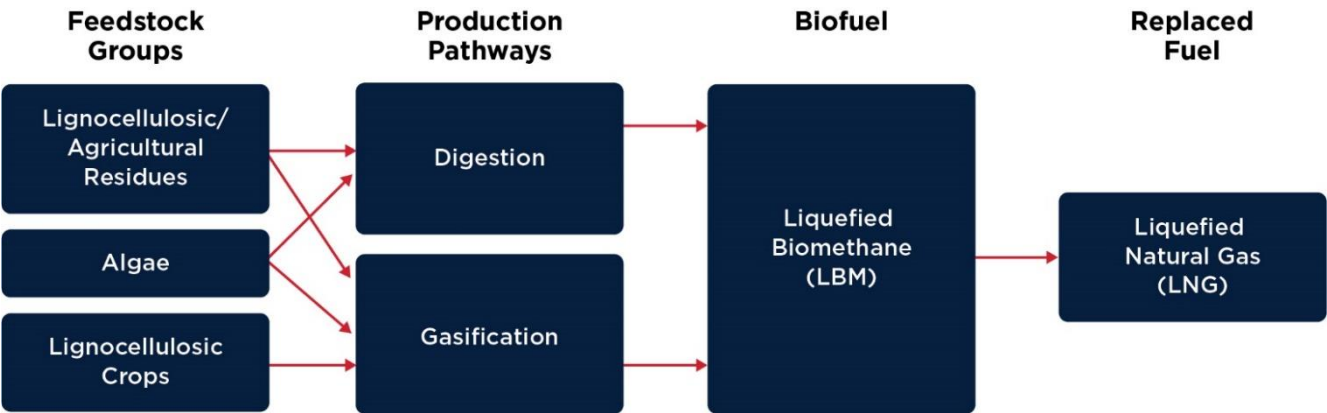 Feedstock
Groups
Production
Pathways
Biofuel
Replaced
Fuel
Lignocellulosic/
Agricultural
Residues
Algae
Lignocellulosic
Crops
Digestion
Gasification
Liquefied
Biomethane
(LBM)
Liquefied
Natural Gas
(LNG)